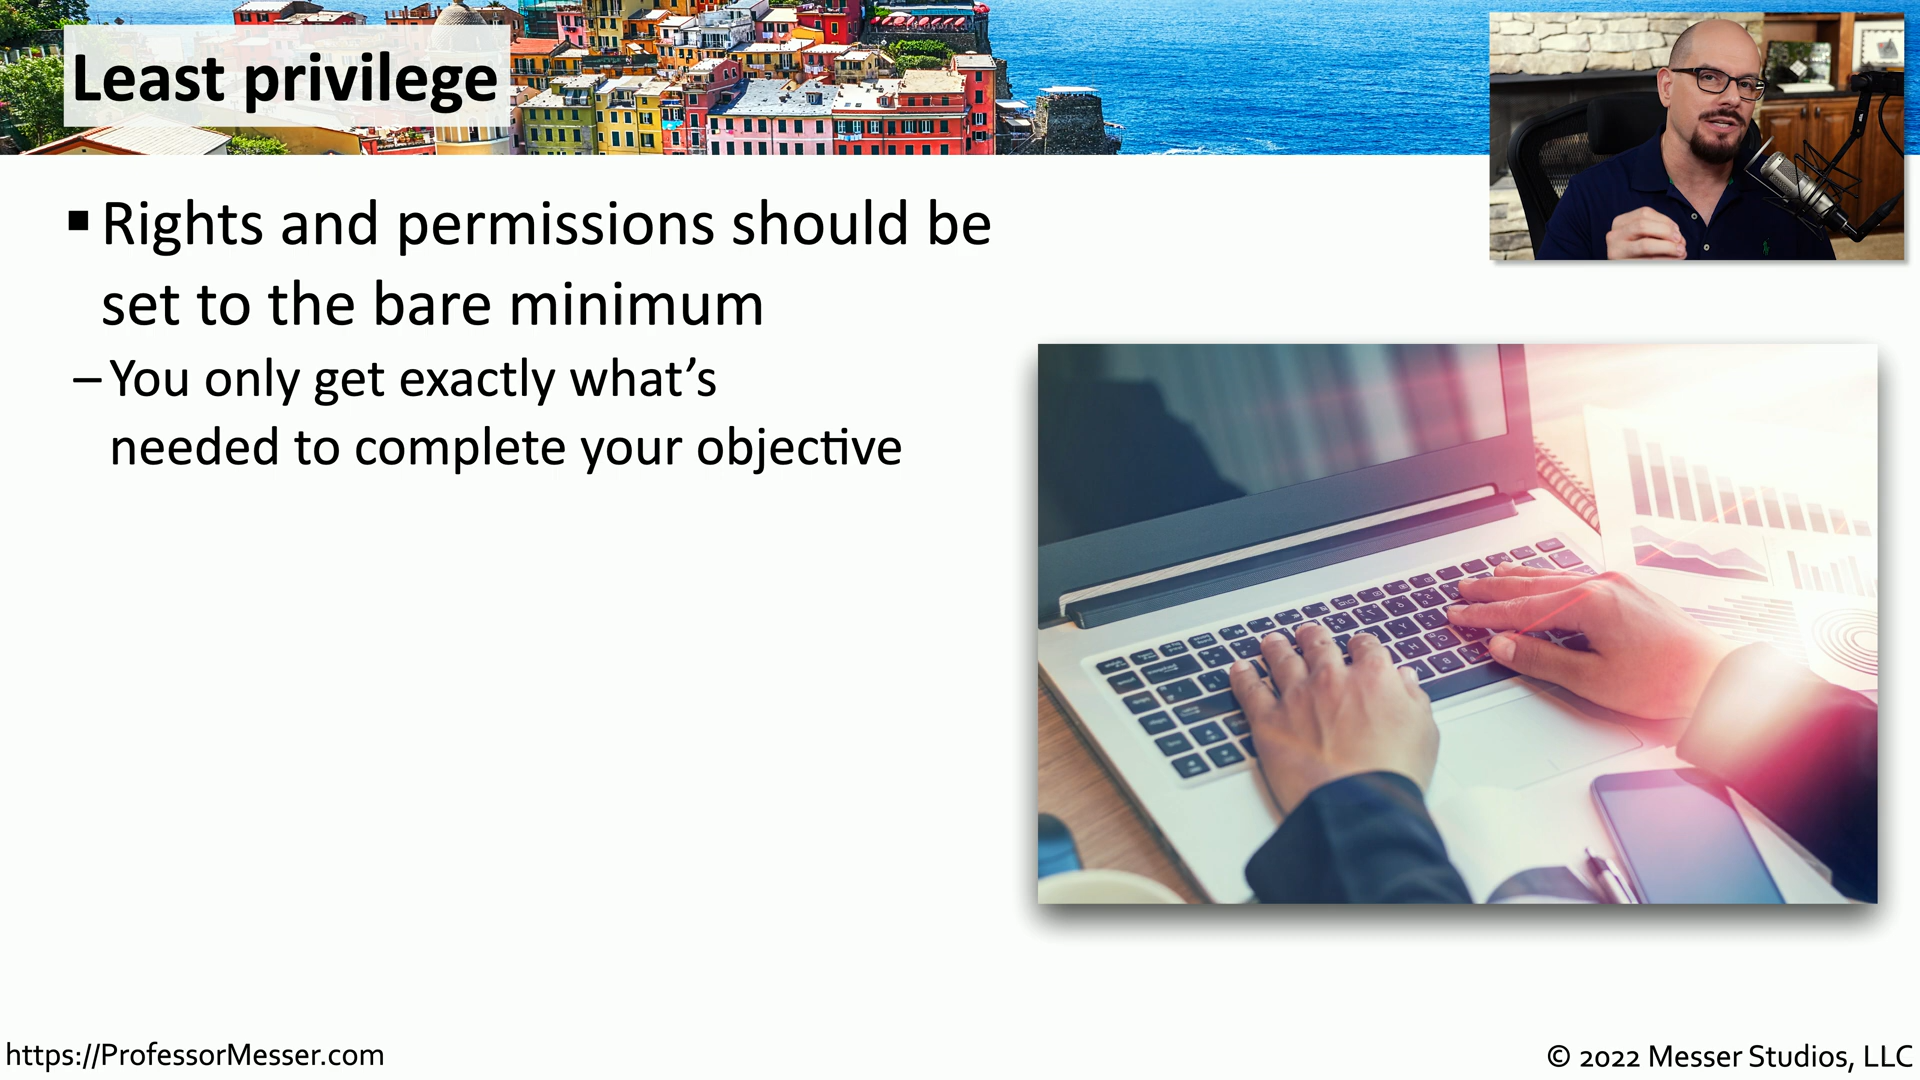 Least privilege
▪ Rights and permissions should be
set to the bare minimum
– You only get exactly what’s
needed to complete your objective
https://ProfessorMesser.com
© 2022 Messer Studios, LLC